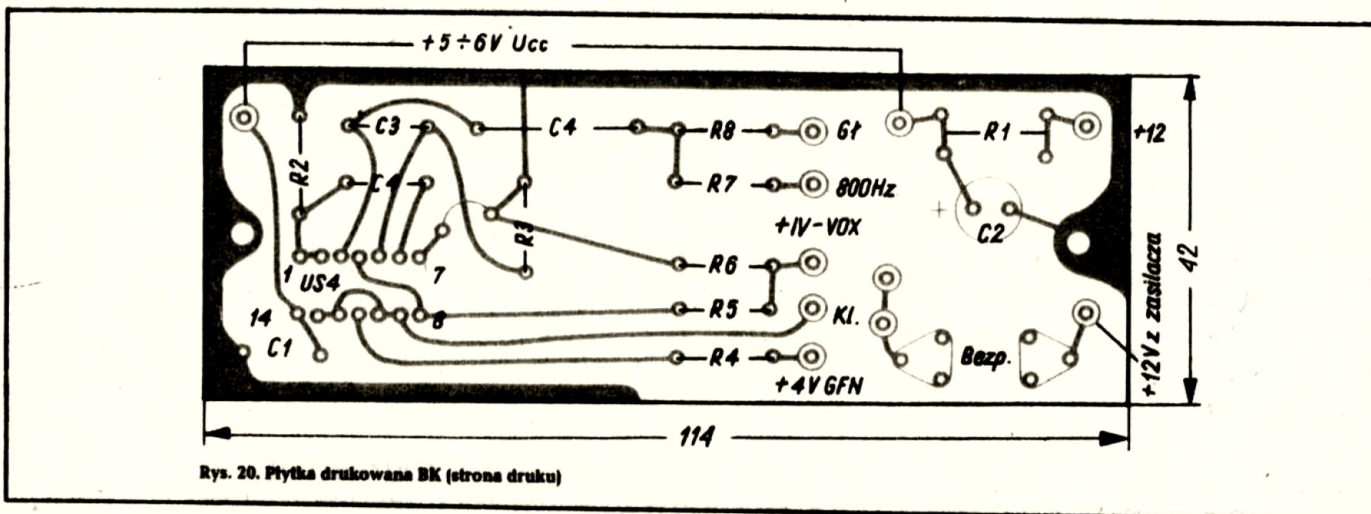 +5÷6V Ucc
C3
C4
R8
Gł
R1
+12
R2
C4
R7
800Hz
+1V-VOX
C2
R3
1
7
R6
US4
14
8
R5
Kl.
C1
R4
Bezp.
+4V GFN
+12V z zasilacza
42
114
Rys. 20. Płytka drukowana BK (strona druku)